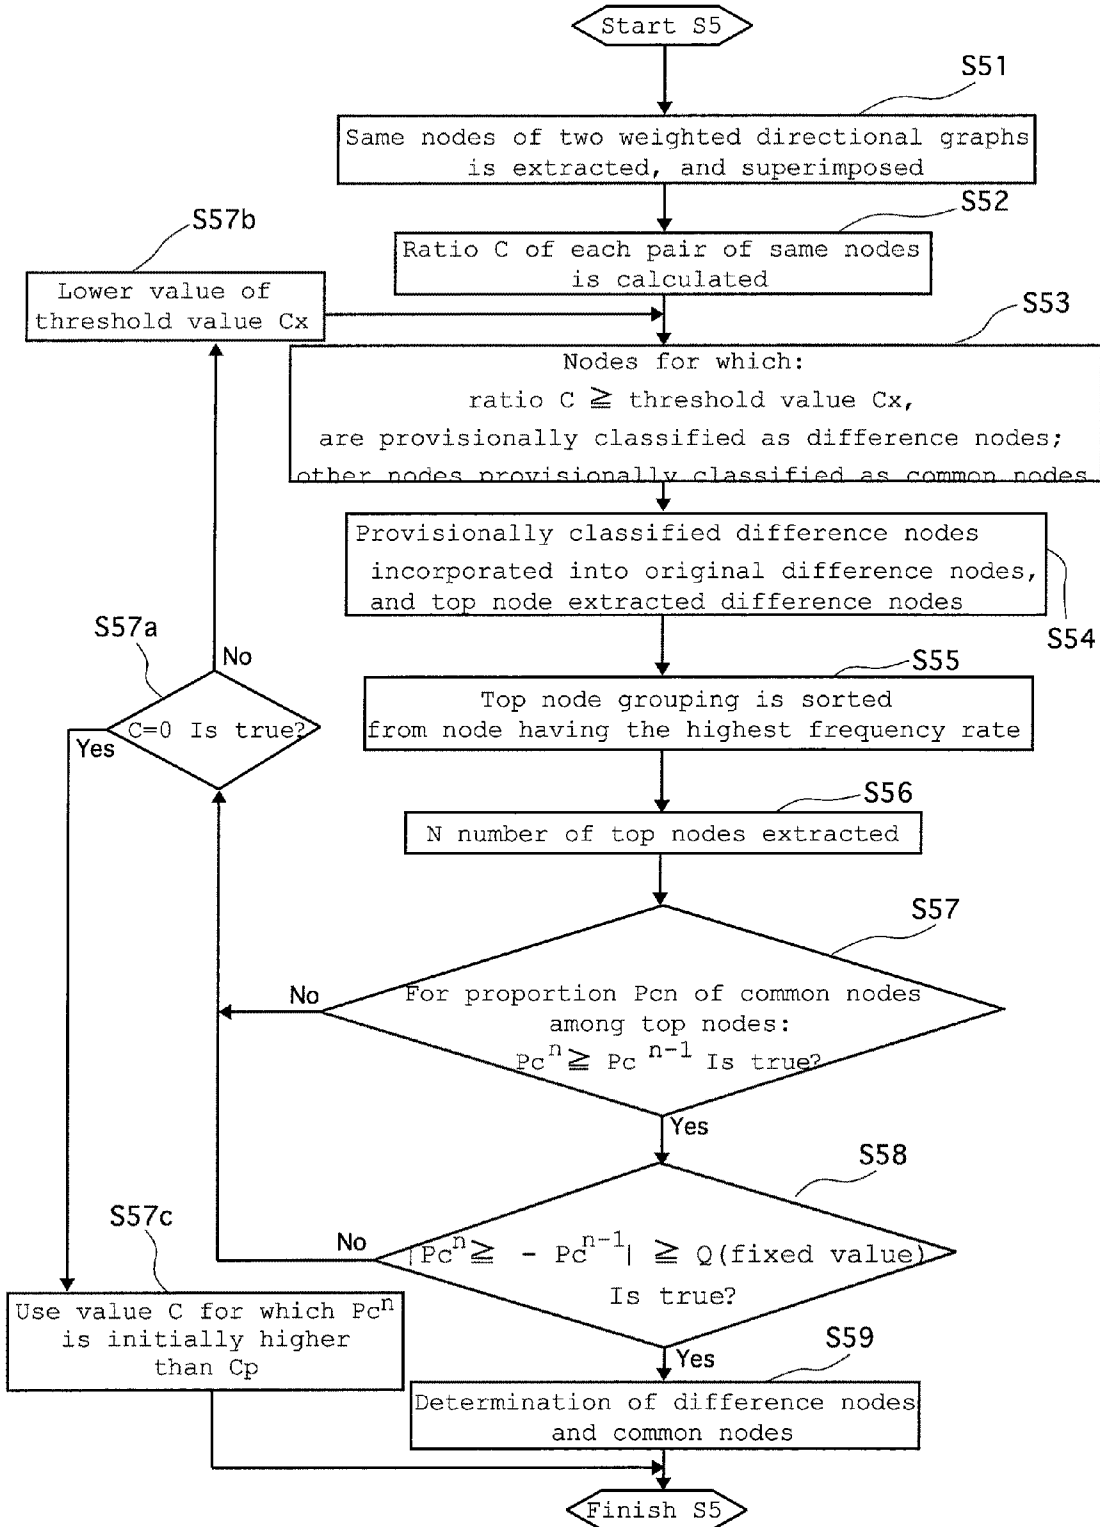 Start S5
S51
Same nodes of two weighted directional graphs
is extracted, and superimposed
S52
Ratio C of each pair of same nodes
is calculated
S57b
Lower value of
threshold value Cx
S53
Nodes for which:
ratio C ≧ threshold value Cx,
are provisionally classified as difference nodes;
other nodes provisionally classified as common nodes
Provisionally classified difference nodes
incorporated into original difference nodes,
and top node extracted difference nodes
S54
S57a
No
C=0 Is true?
Yes
S55
Top node grouping is sorted
from node having the highest frequency rate
S56
N number of top nodes extracted
S57
No
For proportion Pcn of common nodes
among top nodes:
Pc^n ≧ Pc^n-1 Is true?
Yes
S58
No
|Pc^n ≧ - Pc^n-1| ≧ Q(fixed value)
Is true?
Yes
S57c
Use value C for which Pc^n
is initially higher
than Cp
S59
Determination of difference nodes
and common nodes
Finish S5